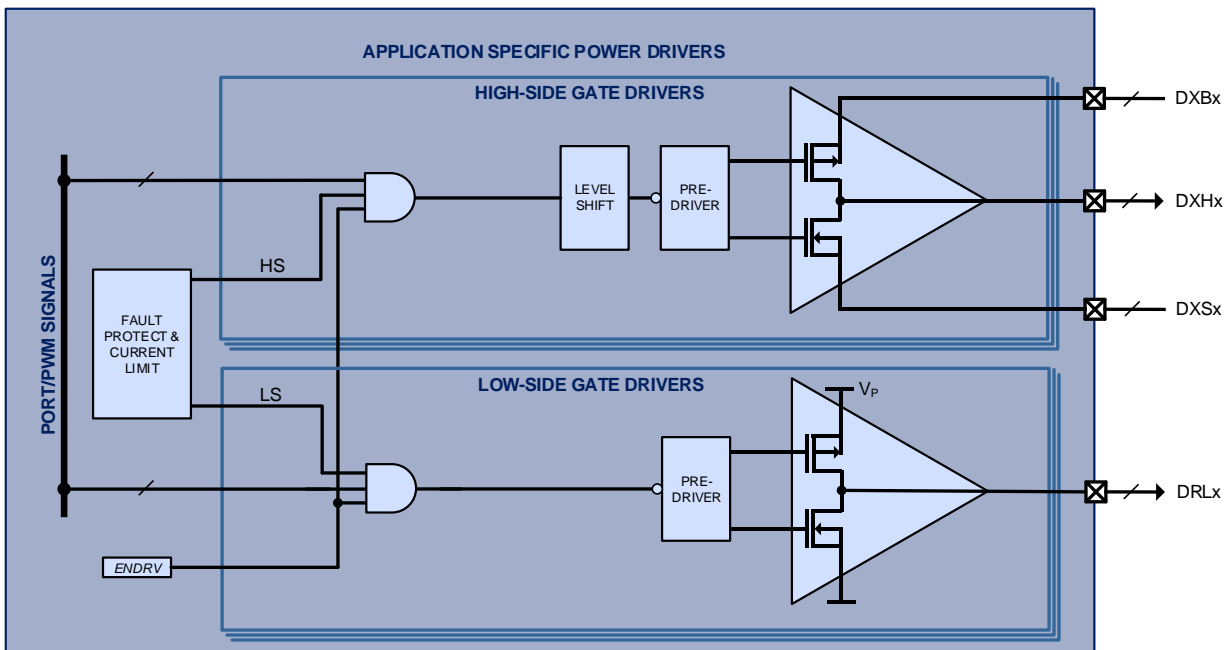 APPLICATION SPECIFIC POWER DRIVERS
HIGH-SIDE GATE DRIVERS
DXBx
LEVEL
SHIFT
PRE-
DRIVER
DXHx
PORT/PWM SIGNALS
HS
FAULT
PROTECT &
CURRENT
LIMIT
DXSx
LOW-SIDE GATE DRIVERS
LS
VP
PRE-
DRIVER
DRLx
ENDRV